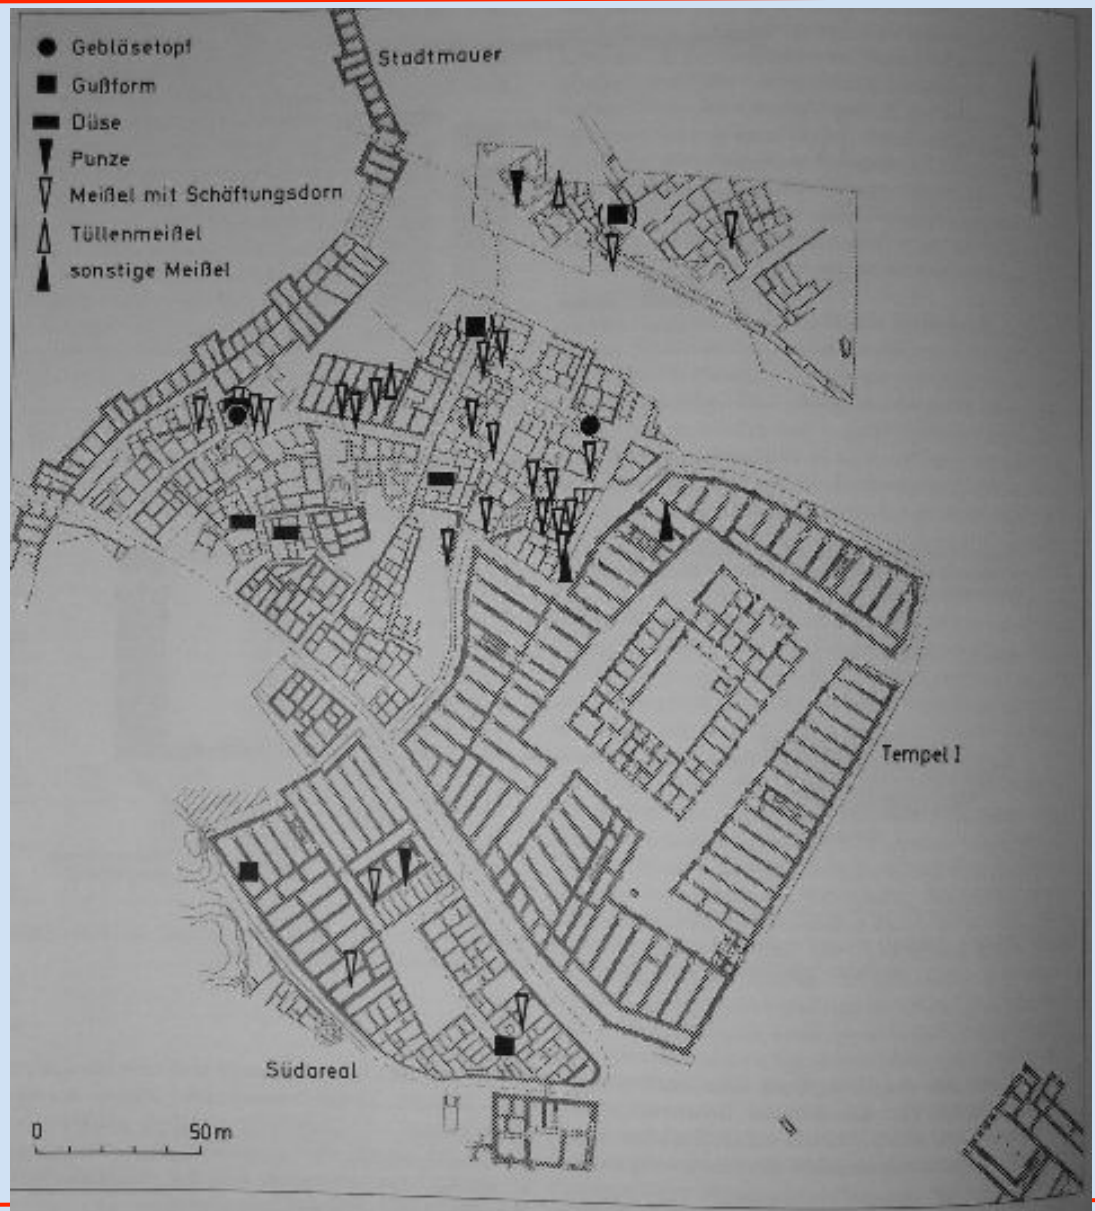 Gebläsetopf
Gußform
Düse
Punze
Meißel mit Schäftungsdorn
Tüllenmeißel
sonstige Meißel
Stadtmauer
Tempel I
Südareal
0 50m